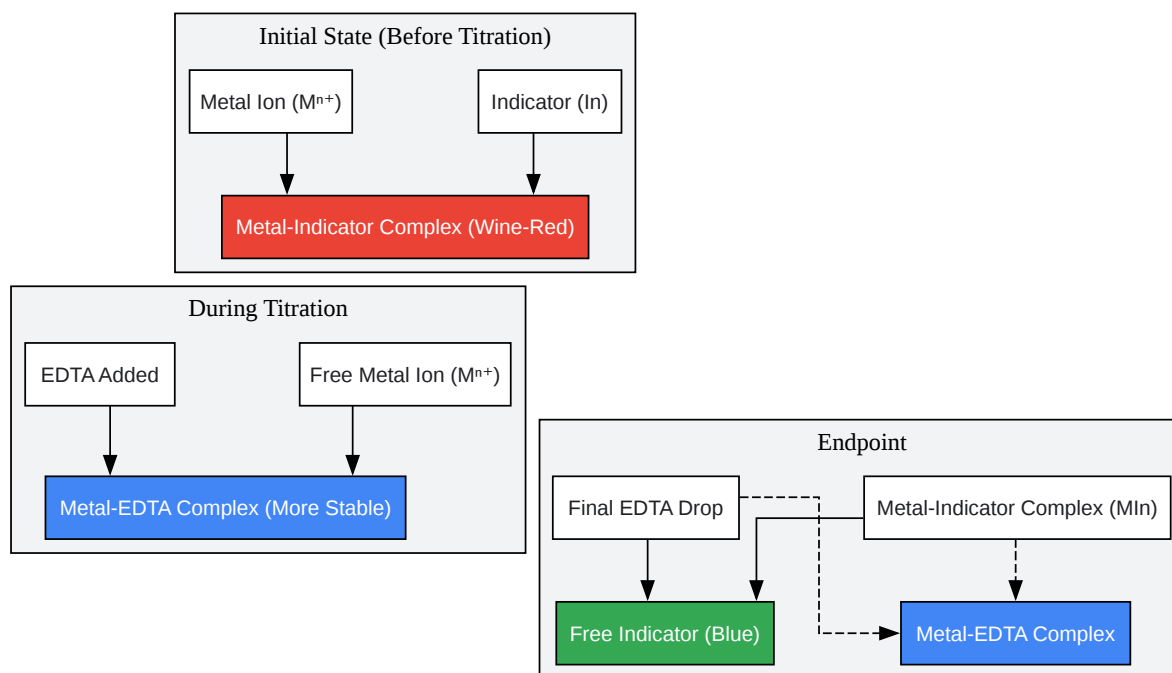 Initial State (Before Titration)
Metal Ion (Mⁿ⁺)
Indicator (In)
Metal-Indicator Complex (Wine-Red)
During Titration
EDTA Added
Free Metal Ion (Mⁿ⁺)
Metal-EDTA Complex (More Stable)
Endpoint
Final EDTA Drop
Metal-Indicator Complex (MIn)
Free Indicator (Blue)
Metal-EDTA Complex